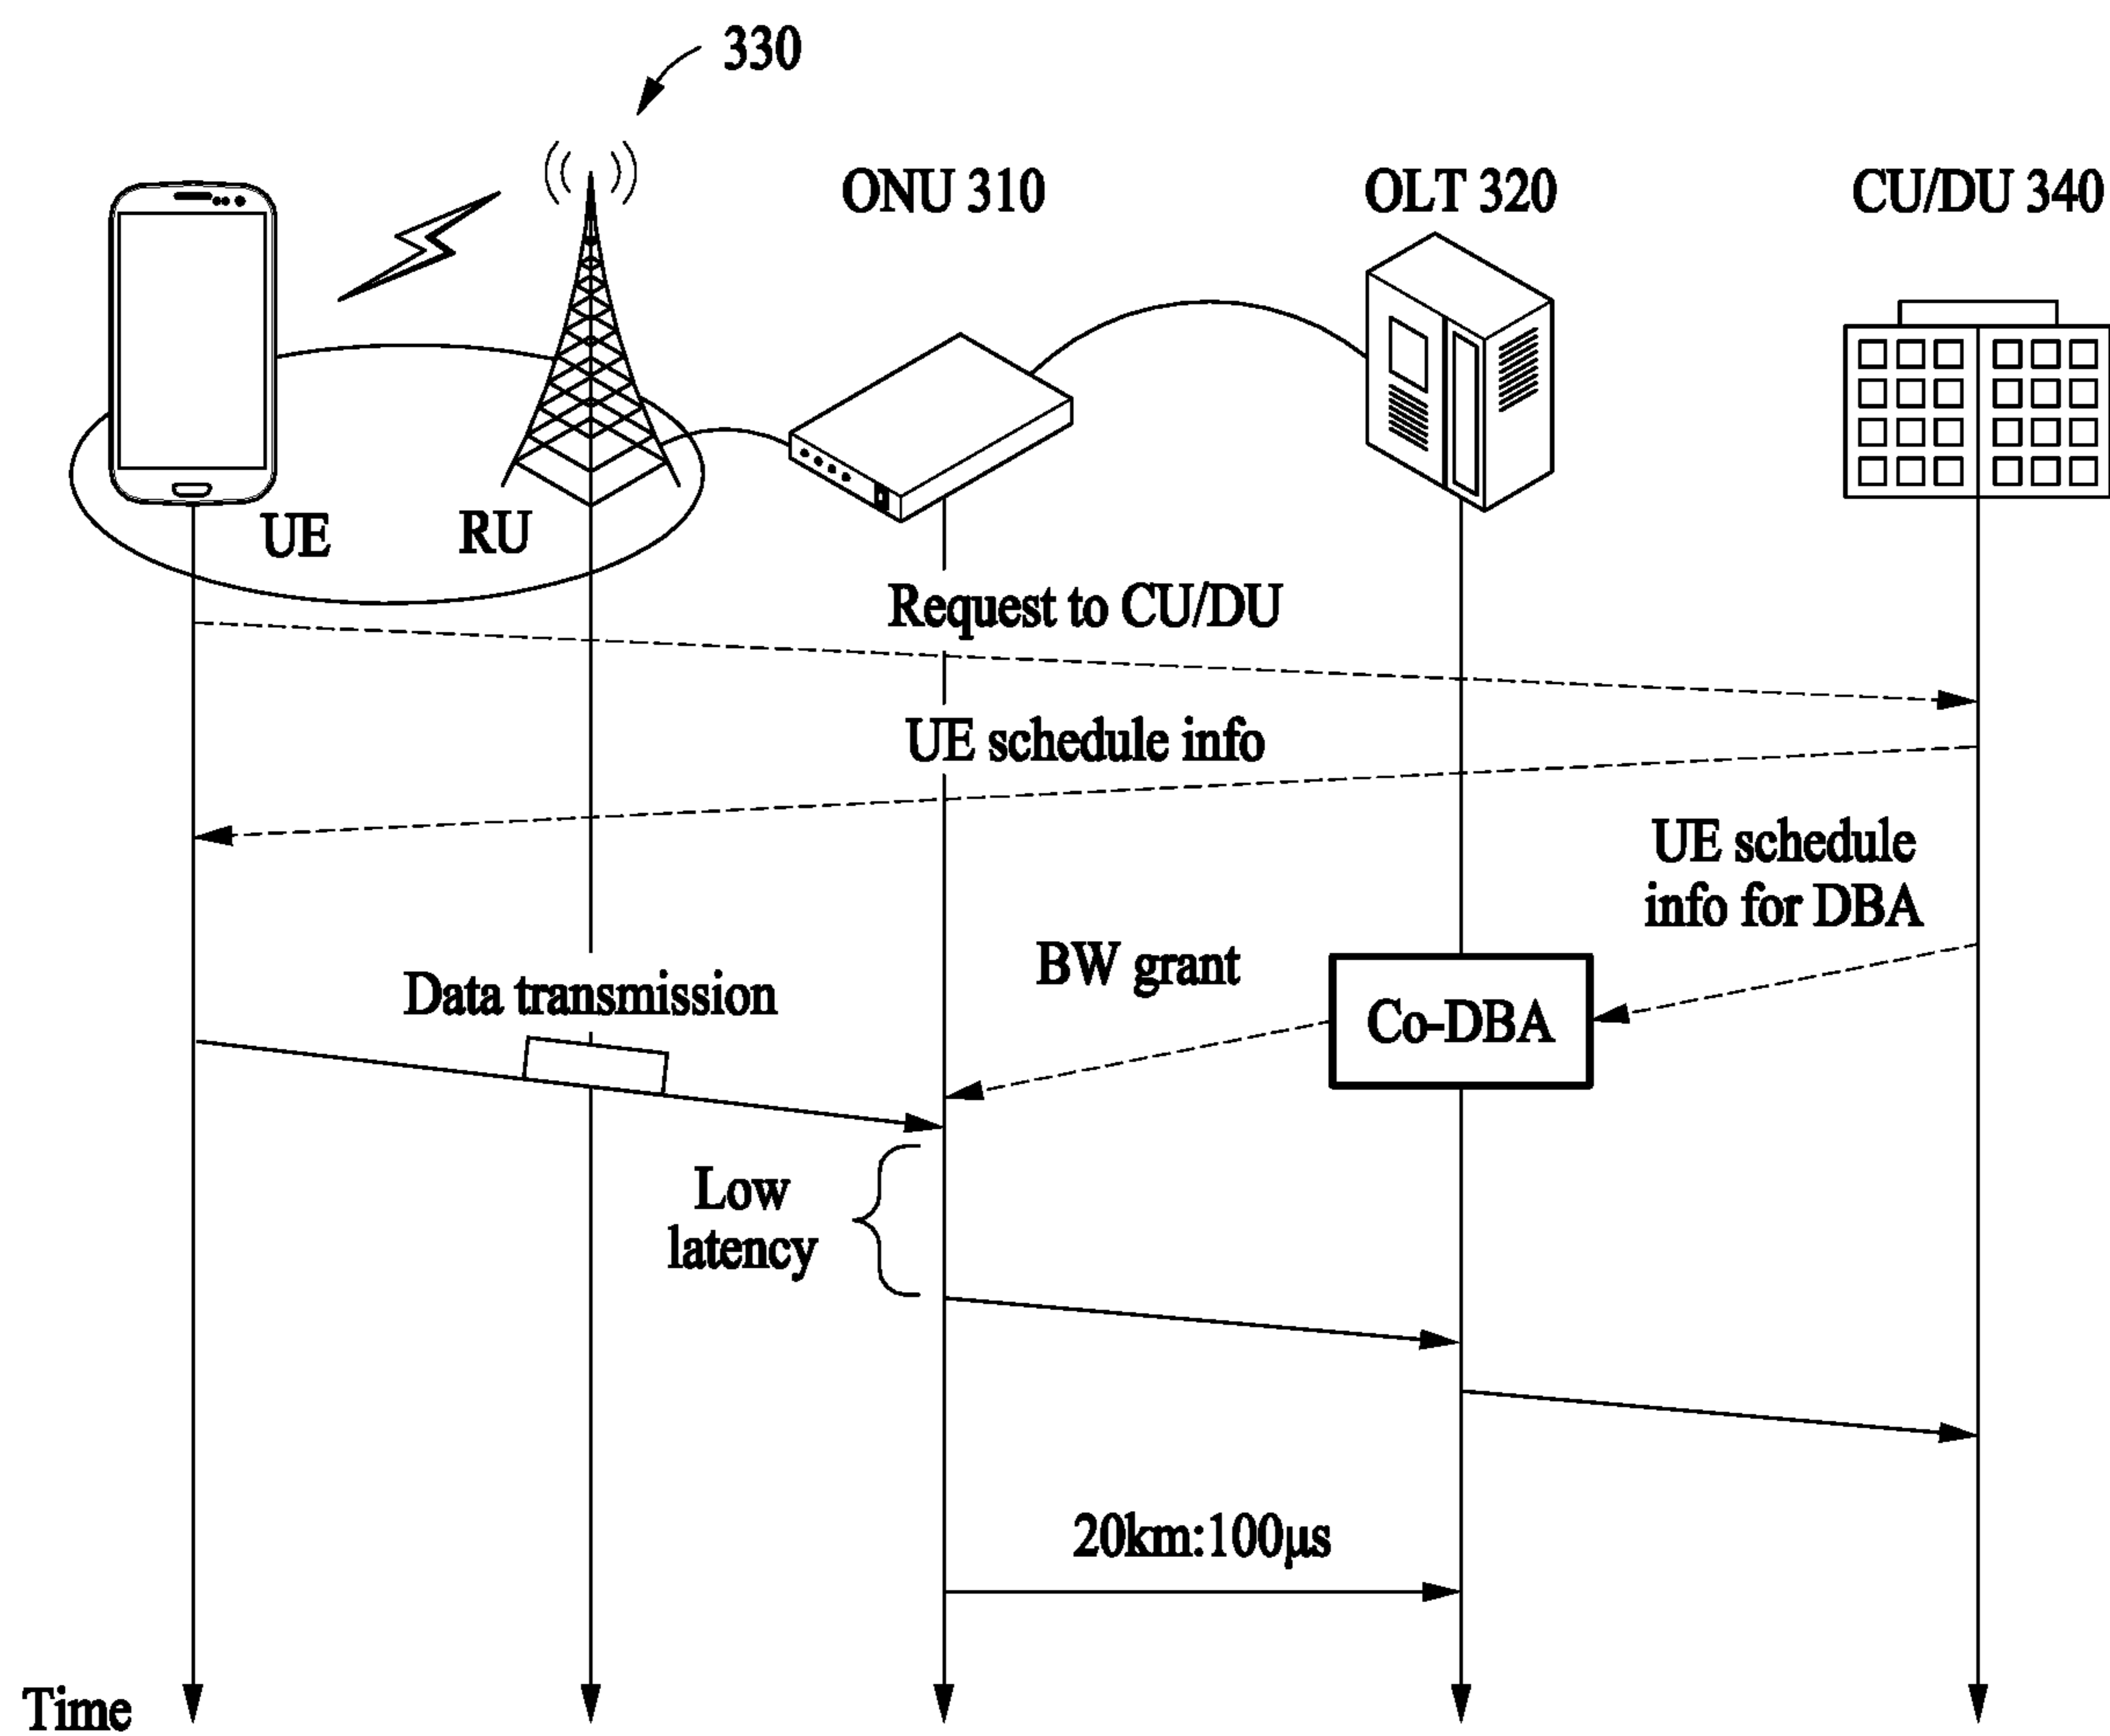 330
ONU 310
OLT 320
CU/DU 340
UE
RU
Request to CU/DU
UE schedule info
UE schedule
info for DBA
BW grant
Co-DBA
Data transmission
Low
latency
20km:100μs
Time